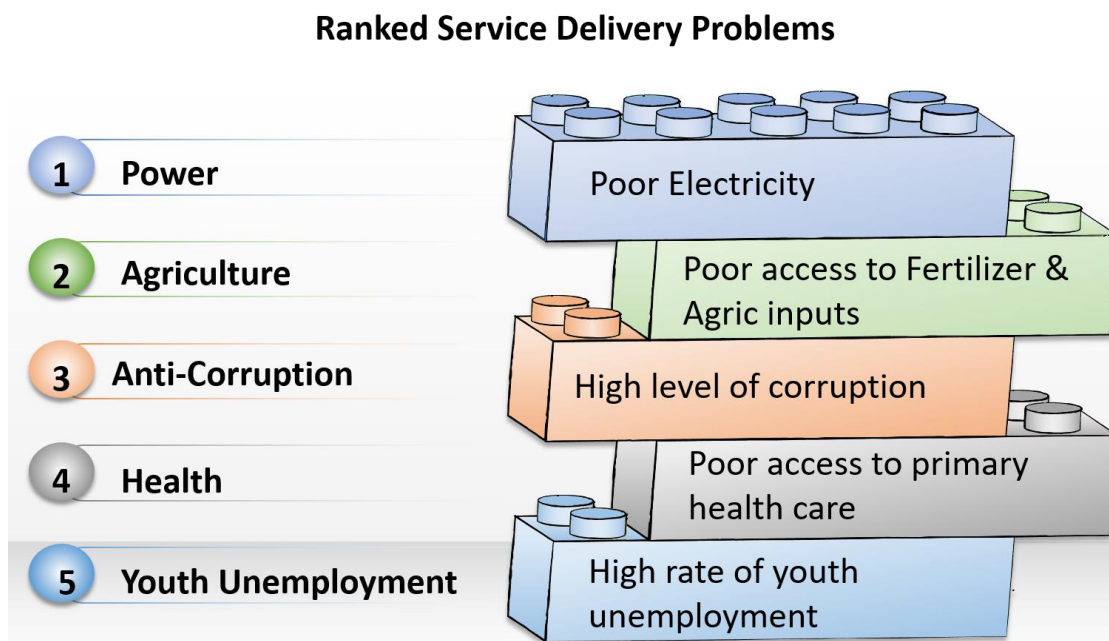 Ranked Service Delivery Problems
1 Power
Poor Electricity
2 Agriculture
Poor access to Fertilizer &
Agric inputs
3 Anti-Corruption
High level of corruption
4 Health
Poor access to primary
health care
5 Youth Unemployment
High rate of youth
unemployment